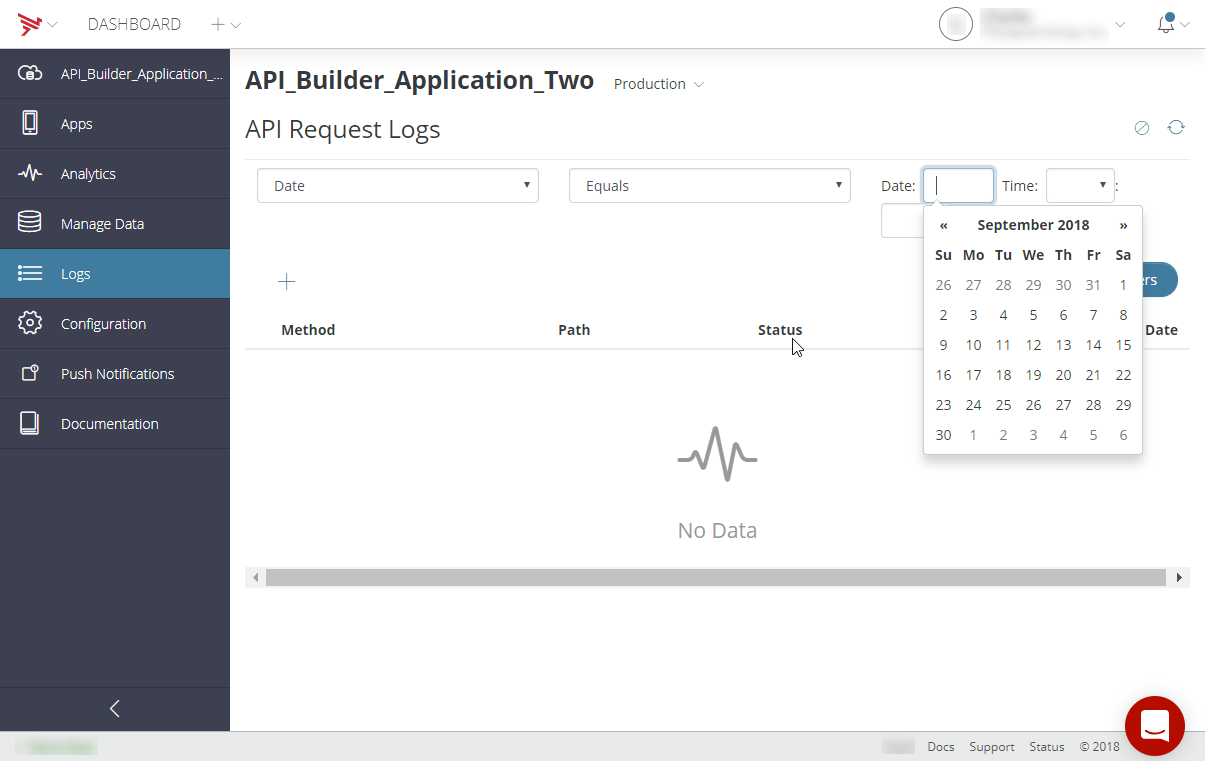 DASHBOARD
API_Builder_Application_...
Apps
Analytics
Manage Data
Logs
Configuration
Push Notifications
Documentation
API_Builder_Application_Two Production
API Request Logs
Date Equals Date: Time: :
« September 2018 »
Su Mo Tu We Th Fr Sa
26 27 28 29 30 31 1
2 3 4 5 6 7 8
9 10 11 12 13 14 15
16 17 18 19 20 21 22
23 24 25 26 27 28 29
30 1 2 3 4 5 6
Method Path Status Date
No Data
Docs Support Status © 2018